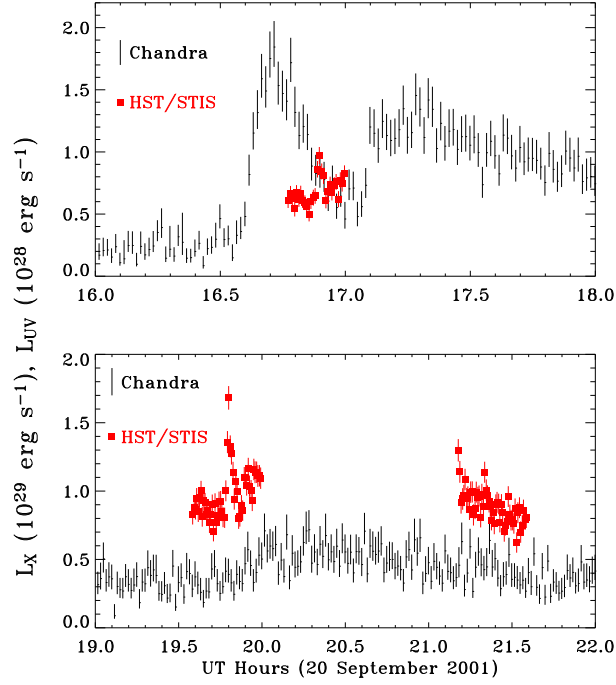 2.0
1.5
1.0
0.5
0.0
Chandra
HST/STIS
16.0 16.5 17.0 17.5 18.0
L_X (10^29 erg s^-1), L_UV (10^28 erg s^-1)
2.0
1.5
1.0
0.5
0.0
Chandra
HST/STIS
19.0 19.5 20.0 20.5 21.0 21.5 22.0
UT Hours (20 September 2001)